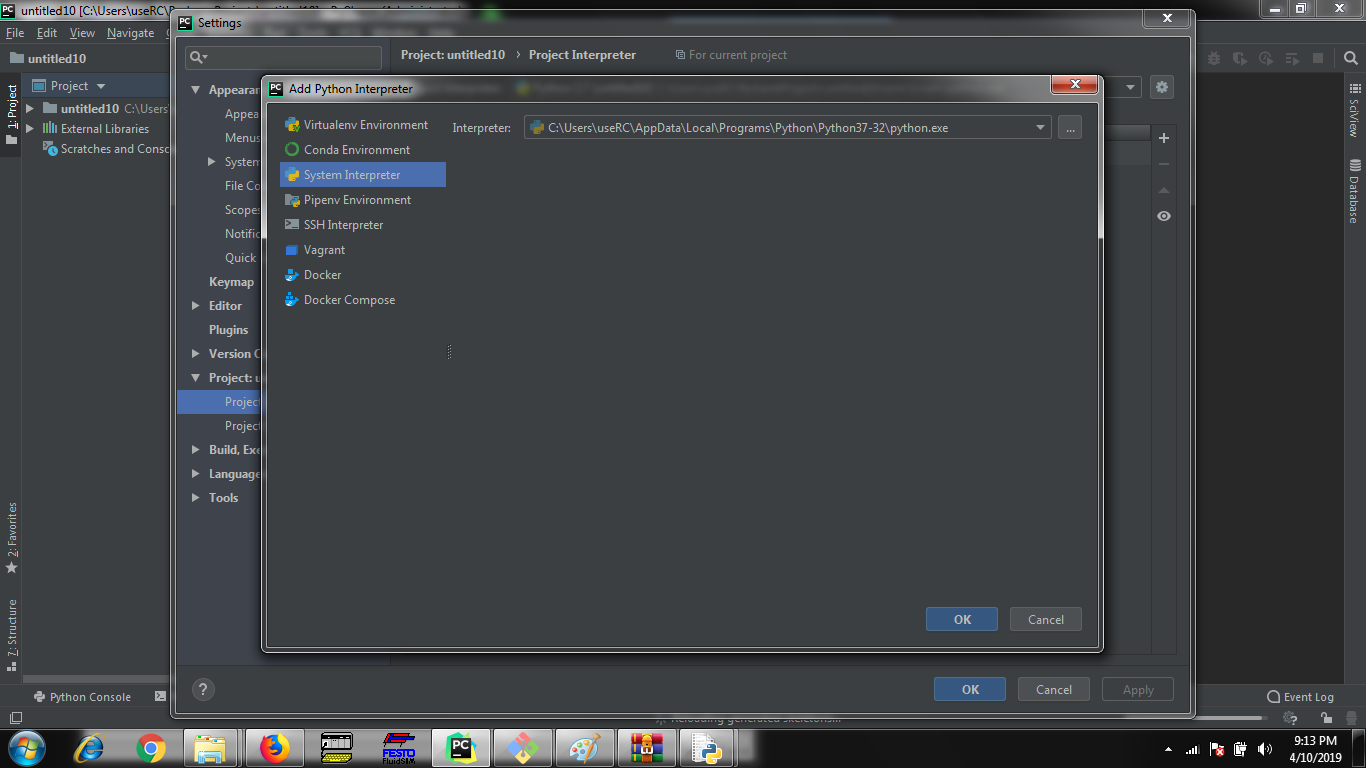 untitled10 [C:\Users\useRC\
Settings
File Edit View Navigate
Project: untitled10 › Project Interpreter For current project
untitled10
Project
Appearan
Add Python Interpreter
untitled10 C:\Users\
Appea
External Libraries
Menus
Scratches and Consc
System
File Co
Scopes
Notific
Quick
Keymap
Editor
Plugins
Version C
Project: u
Project
Project
Build, Exe
Language
Tools
Virtualenv Environment
Conda Environment
System Interpreter
Pipenv Environment
SSH Interpreter
Vagrant
Docker
Docker Compose
Interpreter: C:\Users\useRC\AppData\Local\Programs\Python\Python37-32\python.exe ...
OK Cancel
? OK Cancel Apply
1: Project
2: Favorites
7: Structure
SciView
Database
Python Console
Event Log
Reloading generated skeletons...
PC
FESTO
FluidSIM
9:13 PM
4/10/2019